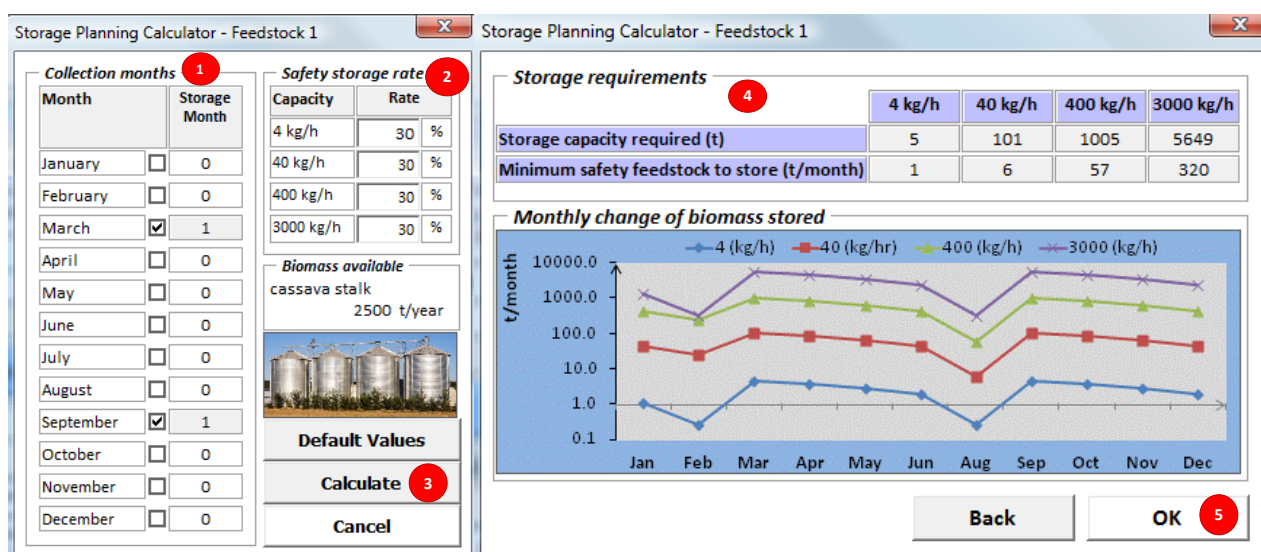 Storage Planning Calculator - Feedstock 1
Collection months 1
Month Storage Month
January 0
February 0
March 1
April 0
May 0
June 0
July 0
August 0
September 1
October 0
November 0
December 0
Safety storage rate 2
Capacity Rate
4 kg/h 30 %
40 kg/h 30 %
400 kg/h 30 %
3000 kg/h 30 %
Biomass available
cassava stalk
2500 t/year
Default Values
Calculate 3
Cancel
Storage Planning Calculator - Feedstock 1
Storage requirements 4
4 kg/h 40 kg/h 400 kg/h 3000 kg/h
Storage capacity required (t) 5 101 1005 5649
Minimum safety feedstock to store (t/month) 1 6 57 320
Monthly change of biomass stored
4 (kg/h) 40 (kg/hr) 400 (kg/h) 3000 (kg/h)
t/month
10000.0
1000.0
100.0
10.0
1.0
0.1
Jan Feb Mar Apr May Jun Aug Sep Oct Nov Dec
Back OK 5